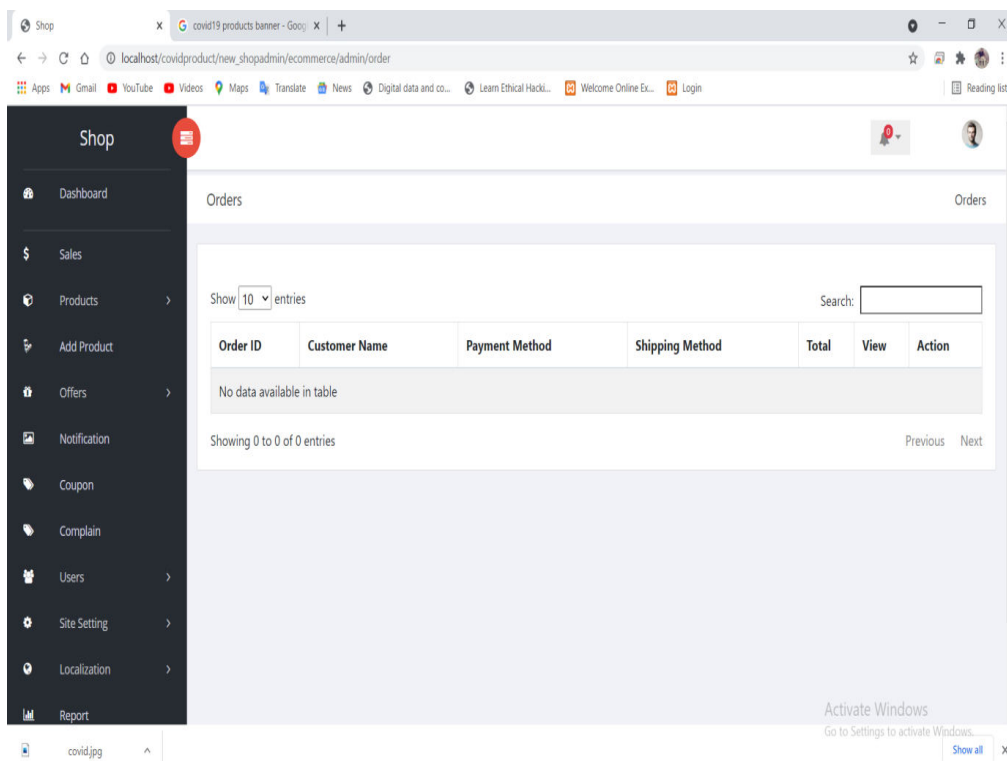 Shop
covid19 products banner - Goog
localhost/covidproduct/new_shopadmin/ecommerce/admin/order
Apps Gmail YouTube Videos Maps Translate News Digital data and co... Learn Ethical Hacki... Welcome Online Ex... Login Reading list
Shop 0
Dashboard
Orders Orders
Sales
Products
Show 10 entries Search:
Add Product
Order ID Customer Name Payment Method Shipping Method Total View Action
Offers
No data available in table
Notification
Showing 0 to 0 of 0 entries Previous Next
Coupon
Complain
Users
Site Setting
Localization
Report
Activate Windows
Go to Settings to activate Windows.
covid.jpg Show all